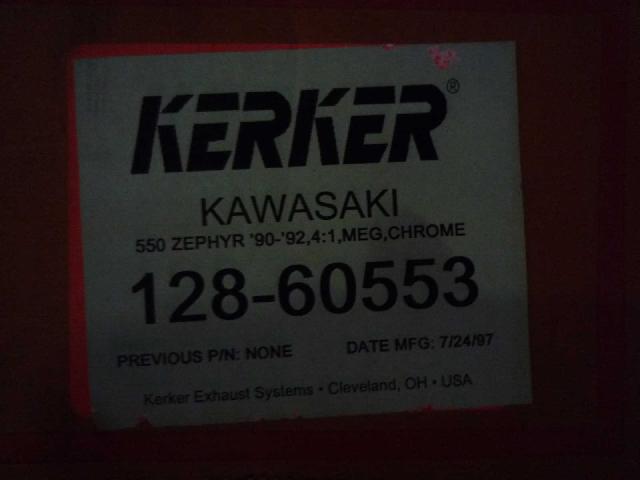 KERKER®
KAWASAKI
550 ZEPHYR '90-'92,4:1,MEG,CHROME
128-60553
PREVIOUS P/N: NONE DATE MFG: 7/24/97
Kerker Exhaust Systems • Cleveland, OH • USA